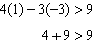 4(1) − 3(−3) > 9
4 + 9 > 9